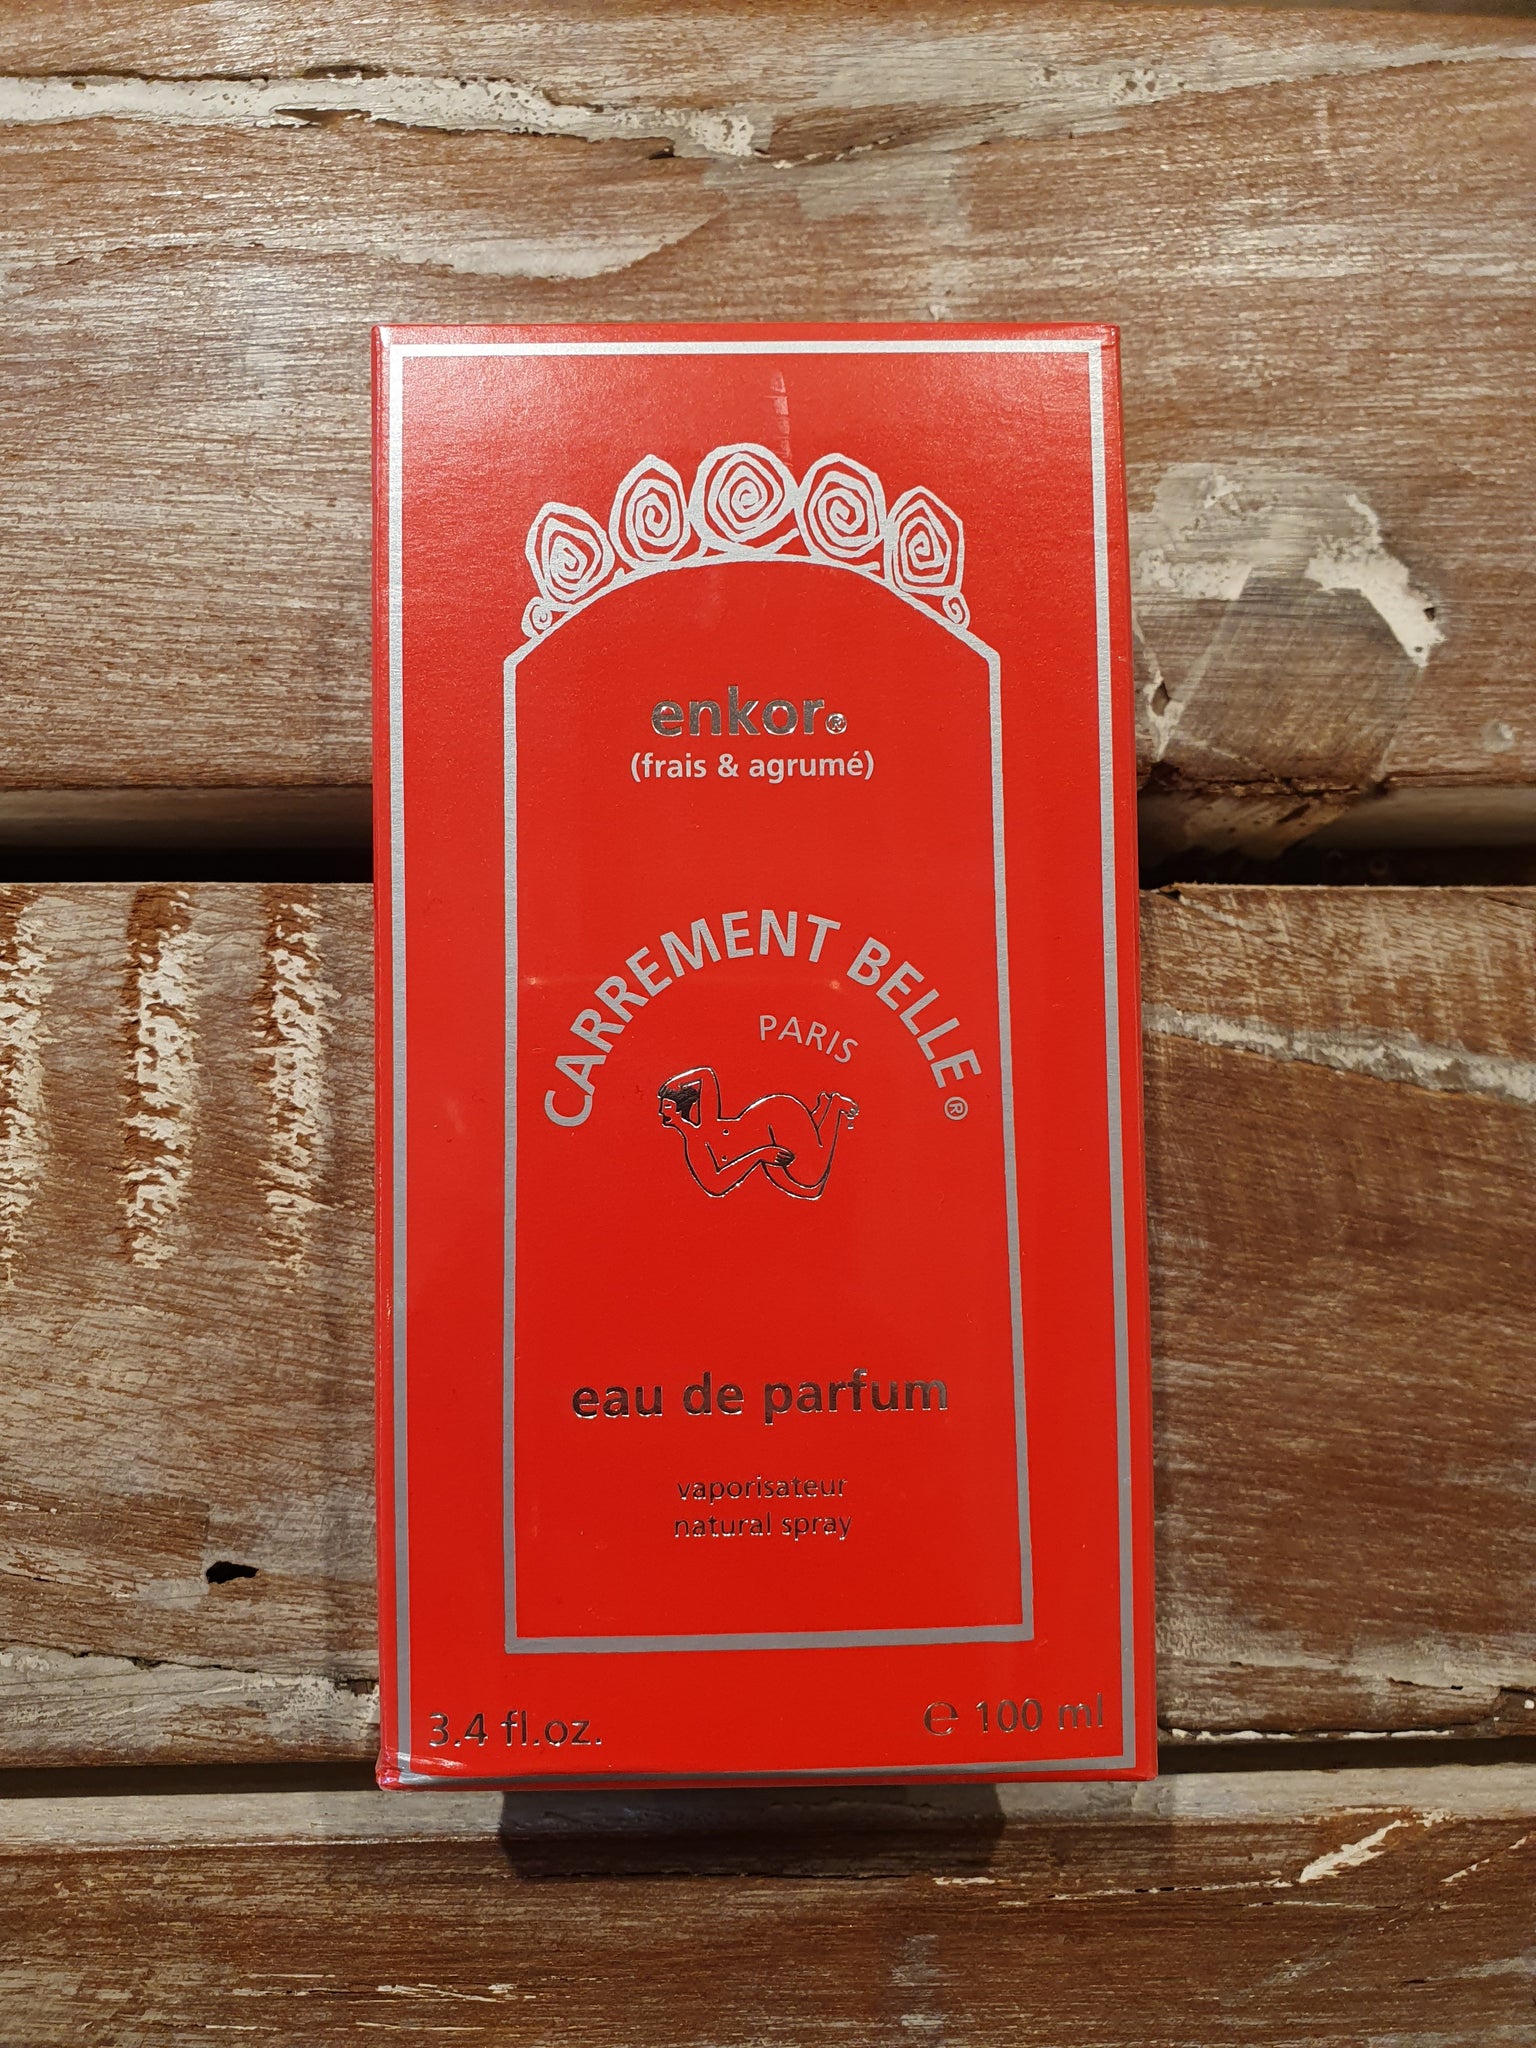 enkor®
(frais & agrumé)
CARREMENT BELLE®
PARIS
eau de parfum
vaporisateur
natural spray
3.4 fl.oz.
℮ 100 ml